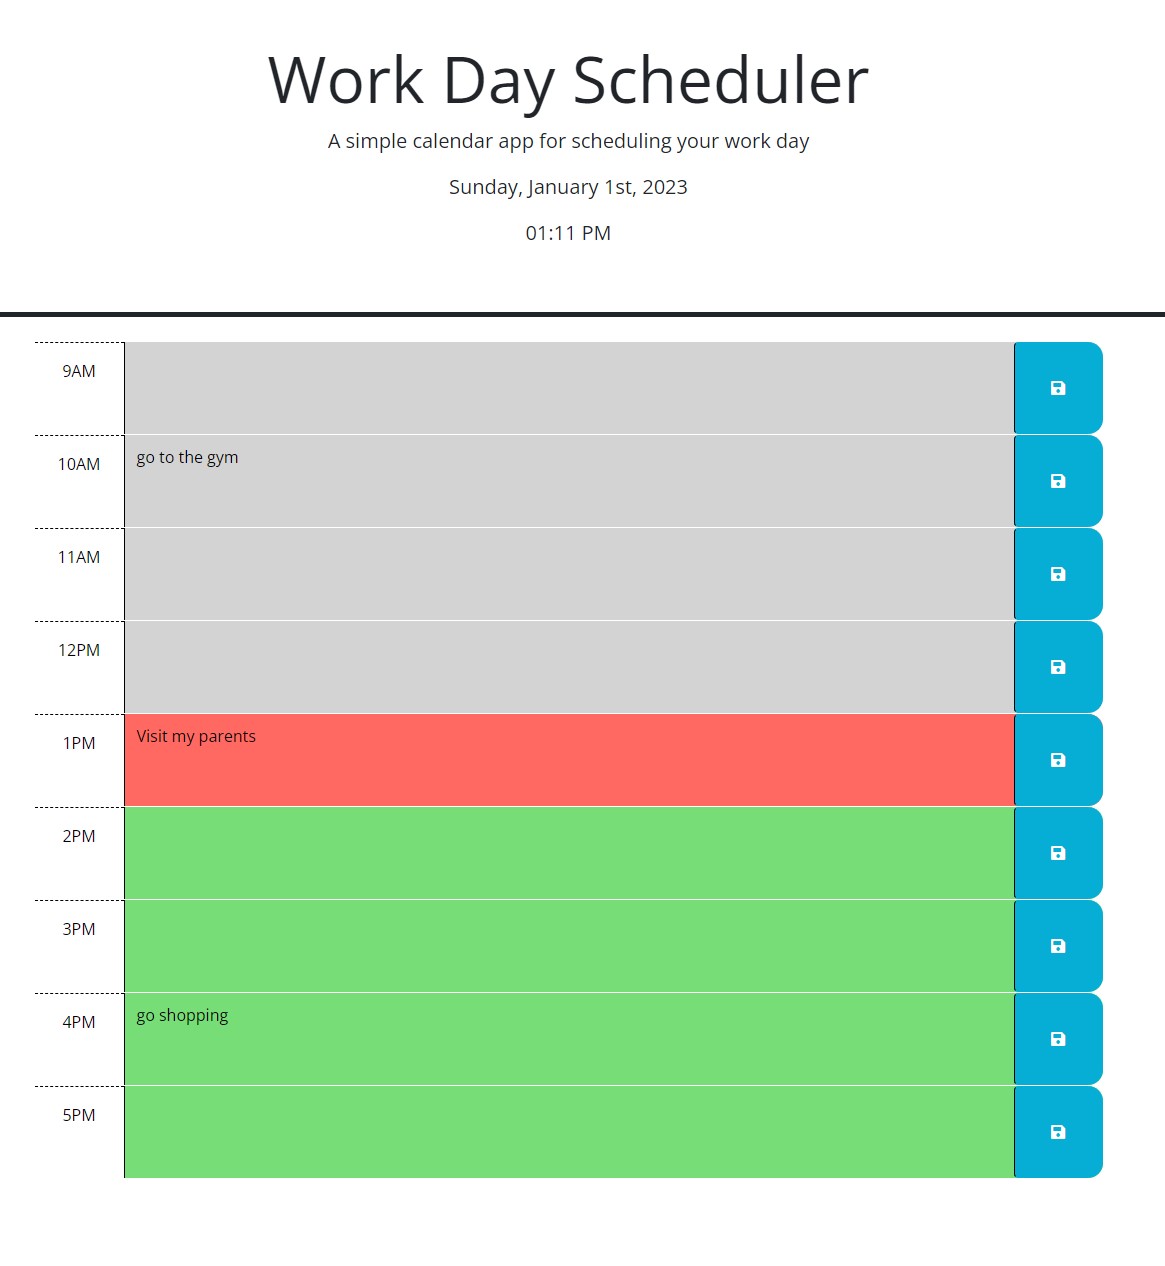 Work Day Scheduler
A simple calendar app for scheduling your work day
Sunday, January 1st, 2023
01:11 PM
9AM
10AM
go to the gym
11AM
12PM
1PM
Visit my parents
2PM
3PM
4PM
go shopping
5PM